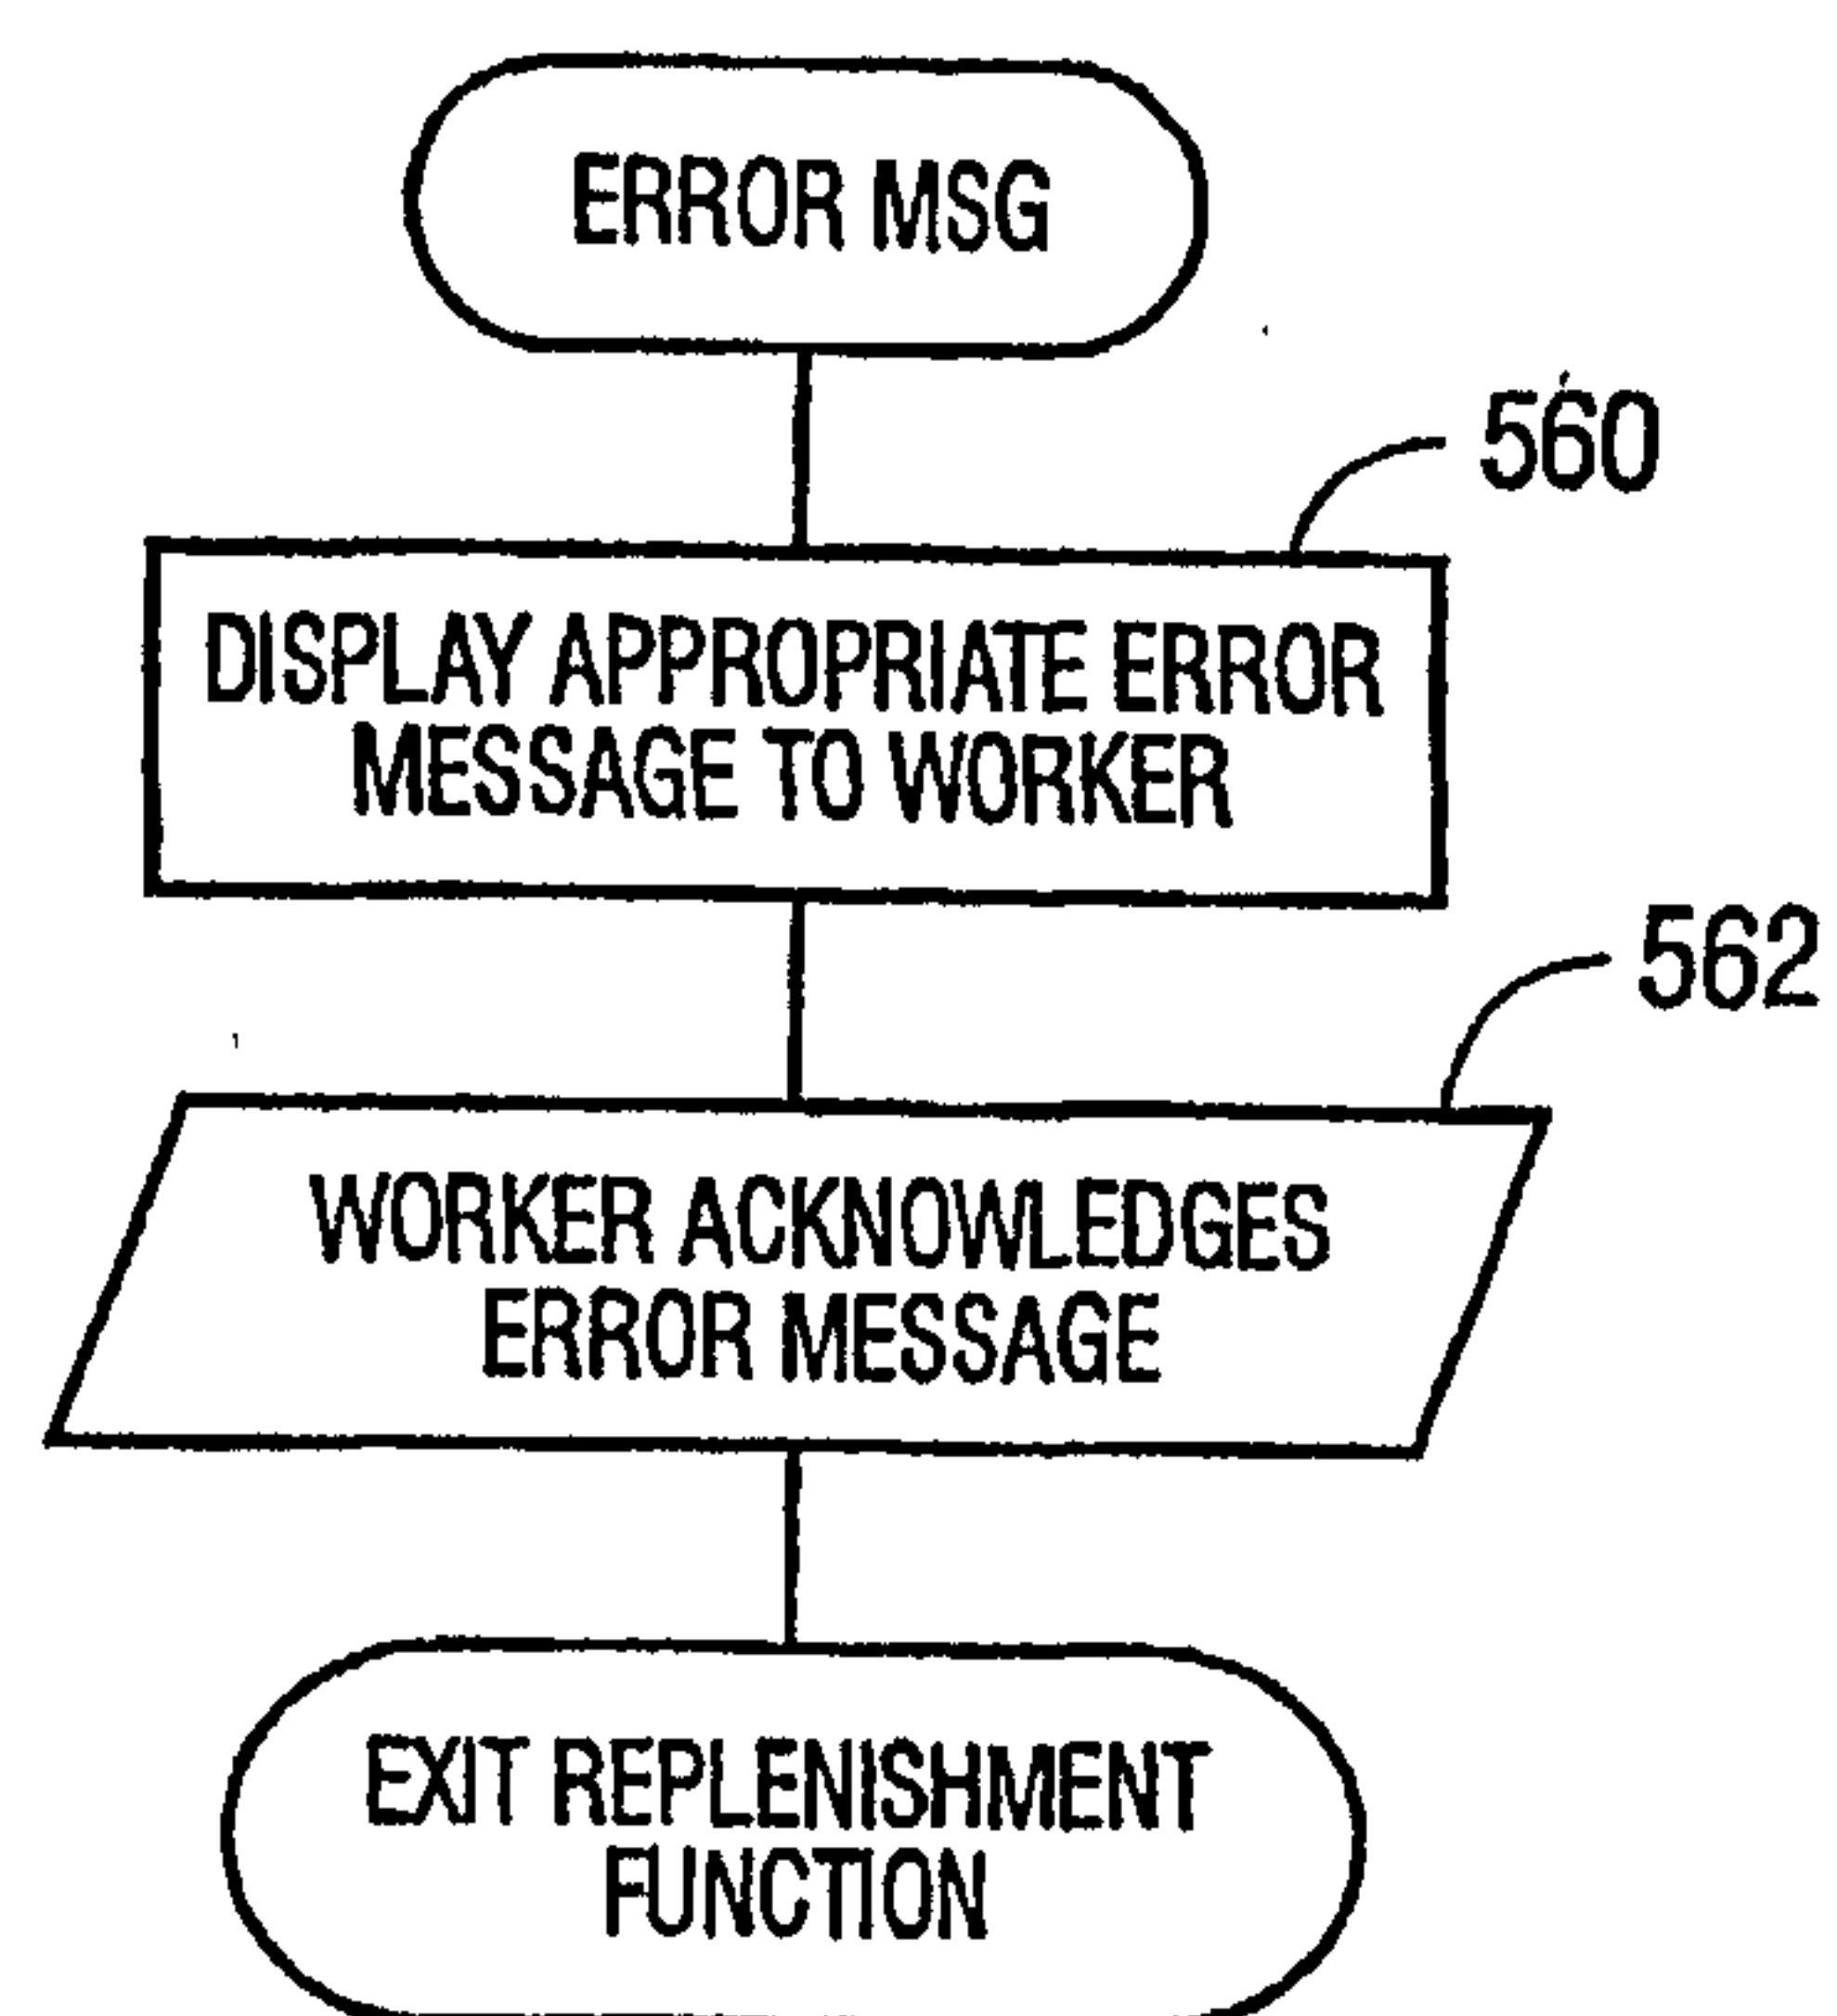 ERROR MSG
560
DISPLAY APPROPRIATE ERROR
MESSAGE TO WORKER
562
WORKER ACKNOWLEDGES
ERROR MESSAGE
EXIT REPLENISHMENT
FUNCTION